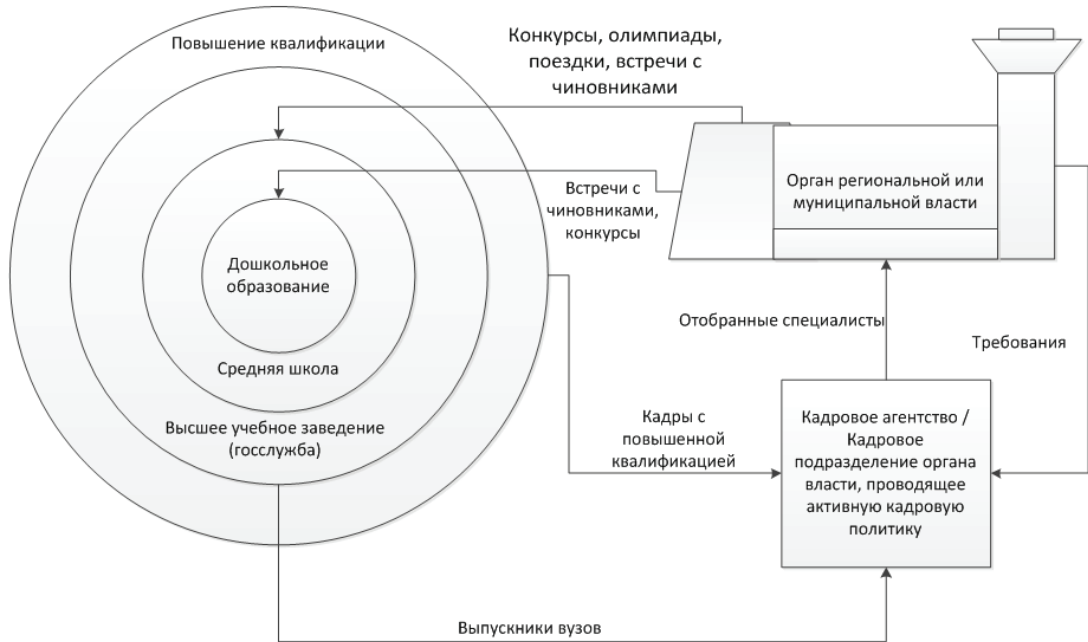 Повышение квалификации
Конкурсы, олимпиады,
поездки, встречи с
чиновниками
Встречи с
чиновниками,
конкурсы
Орган региональной или
муниципальной власти
Дошкольное
образование
Средняя школа
Высшее учебное заведение
(госслужба)
Отобранные специалисты
Требования
Кадры с
повышенной
квалификацией
Кадровое агентство /
Кадровое
подразделение органа
власти, проводящее
активную кадровую
политику
Выпускники вузов